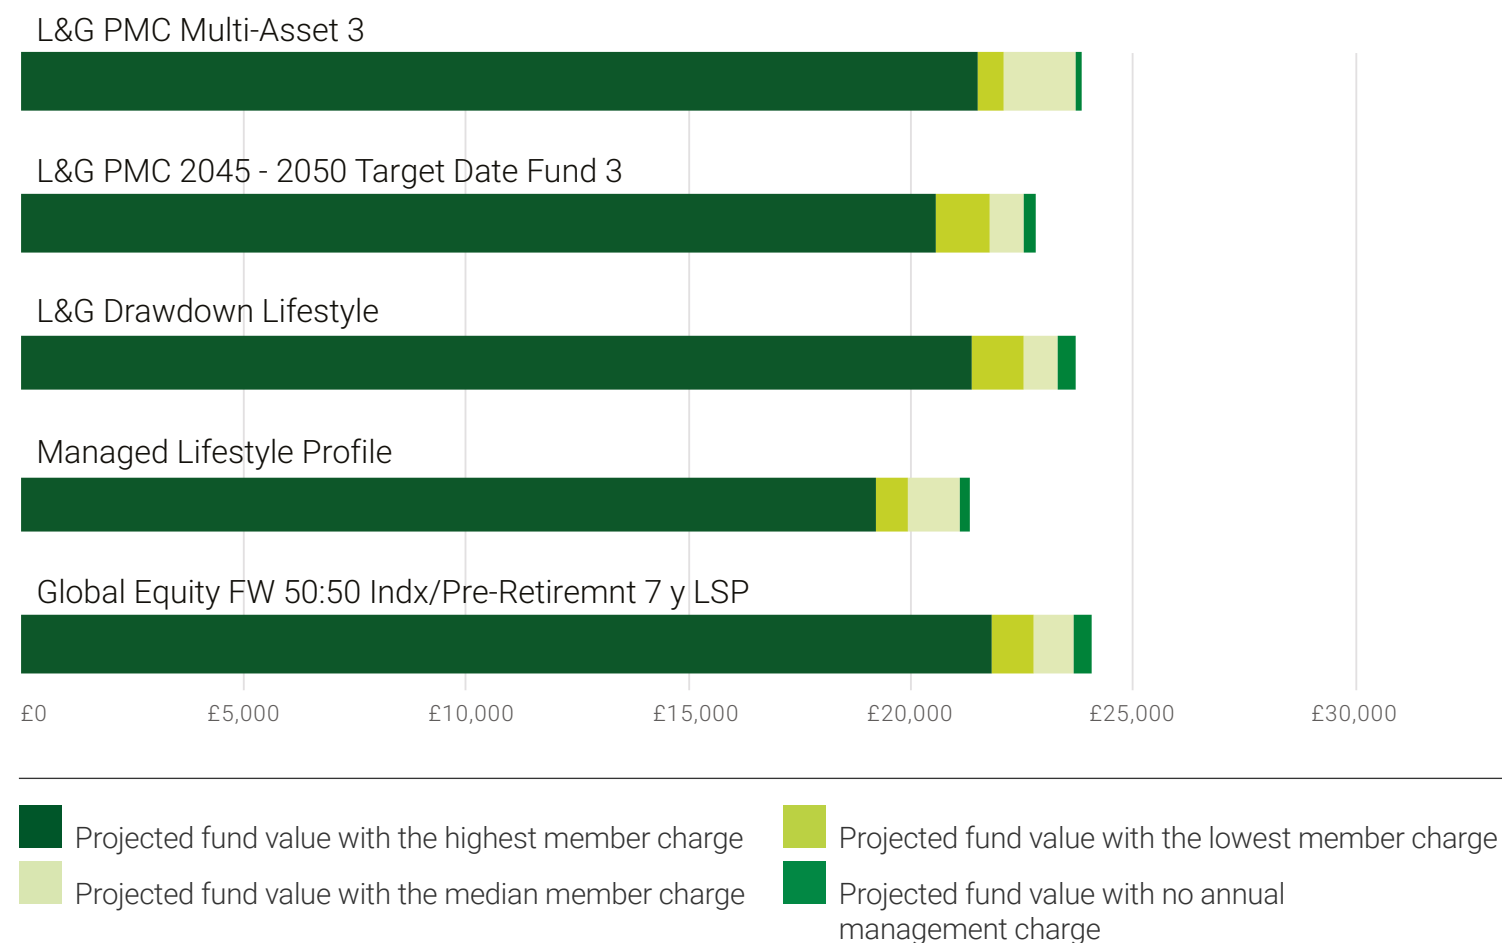 L&G PMC Multi-Asset 3
L&G PMC 2045 - 2050 Target Date Fund 3
L&G Drawdown Lifestyle
Managed Lifestyle Profile
Global Equity FW 50:50 Indx/Pre-Retiremnt 7 y LSP
£0 £5,000 £10,000 £15,000 £20,000 £25,000 £30,000
Projected fund value with the highest member charge
Projected fund value with the lowest member charge
Projected fund value with the median member charge
Projected fund value with no annual
management charge